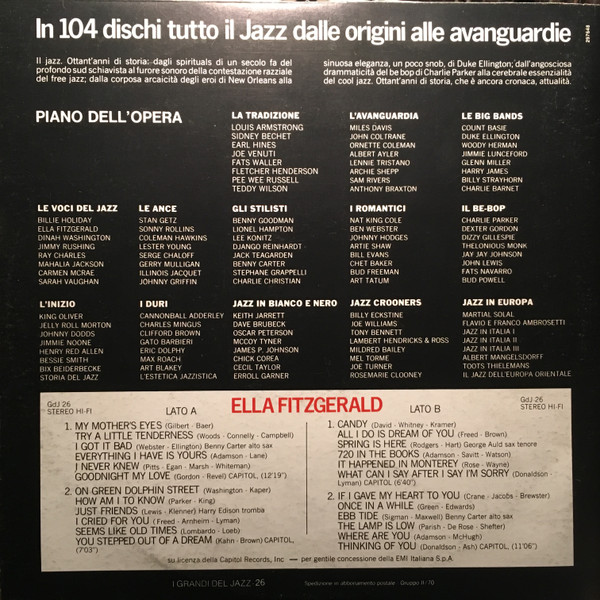 In 104 dischi tutto il Jazz dalle origini alle avanguardie
Il jazz. Ottant'anni di storia: dagli spirituals di un secolo fa del
profondo sud schiavista al furore sonoro della contestazione razziale
del free jazz; dalla corposa arcaicità degli eroi di New Orleans alla
sinuosa eleganza, un poco snob, di Duke Ellington; dall'angosciosa
drammaticità del be bop di Charlie Parker alla cerebrale essenzialità
del cool jazz. Ottant'anni di storia, che è ancora cronaca, attualità.
PIANO DELL'OPERA
LA TRADIZIONE
LOUIS ARMSTRONG
SIDNEY BECHET
EARL HINES
JOE VENUTI
FATS WALLER
FLETCHER HENDERSON
PEE WEE RUSSELL
TEDDY WILSON
L'AVANGUARDIA
MILES DAVIS
JOHN COLTRANE
ORNETTE COLEMAN
ALBERT AYLER
LENNIE TRISTANO
ARCHIE SHEPP
SAM RIVERS
ANTHONY BRAXTON
LE BIG BANDS
COUNT BASIE
DUKE ELLINGTON
WOODY HERMAN
JIMMIE LUNCEFORD
GLENN MILLER
HARRY JAMES
BILLY STRAYHORN
CHARLIE BARNET
LE VOCI DEL JAZZ
BILLIE HOLIDAY
ELLA FITZGERALD
DINAH WASHINGTON
JIMMY RUSHING
RAY CHARLES
MAHALIA JACKSON
CARMEN MCRAE
SARAH VAUGHAN
LE ANCE
STAN GETZ
SONNY ROLLINS
COLEMAN HAWKINS
LESTER YOUNG
SERGE CHALOFF
GERRY MULLIGAN
ILLINOIS JACQUET
JOHNNY GRIFFIN
GLI STILISTI
BENNY GOODMAN
LIONEL HAMPTON
LEE KONITZ
DJANGO REINHARDT
JACK TEAGARDEN
BENNY CARTER
STEPHANE GRAPPELLI
CHARLIE CHRISTIAN
I ROMANTICI
NAT KING COLE
BEN WEBSTER
JOHNNY HODGES
ARTIE SHAW
BILL EVANS
CHET BAKER
BUD FREEMAN
ART TATUM
IL BE-BOP
CHARLIE PARKER
DEXTER GORDON
DIZZY GILLESPIE
THELONIOUS MONK
JAY JAY JOHNSON
JOHN LEWIS
FATS NAVARRO
BUD POWELL
L'INIZIO
KING OLIVER
JELLY ROLL MORTON
JOHNNY DODDS
JIMMIE NOONE
HENRY RED ALLEN
BESSIE SMITH
BIX BEIDERBECKE
STORIA DEL JAZZ
I DURI
CANNONBALL ADDERLEY
CHARLES MINGUS
CLIFFORD BROWN
GATO BARBIERI
ERIC DOLPHY
MAX ROACH
ART BLAKEY
L'ESTETICA JAZZISTICA
JAZZ IN BIANCO E NERO
KEITH JARRETT
DAVE BRUBECK
OSCAR PETERSON
MCCOY TYNER
JAMES P. JOHNSON
CHICK COREA
CECIL TAYLOR
ERROLL GARNER
JAZZ CROONERS
BILLY ECKSTINE
JOE WILLIAMS
TONY BENNETT
LAMBERT HENDRICKS & ROSS
MILDRED BAILEY
MEL TORME
JOE TURNER
ROSEMARIE CLOONEY
JAZZ IN EUROPA
MARTIAL SOLAL
FLAVIO E FRANCO AMBROSETTI
JAZZ IN ITALIA I
JAZZ IN ITALIA II
JAZZ IN ITALIA III
ALBERT MANGELSDORFF
TOOTS THIELEMANS
IL JAZZ DELL'EUROPA ORIENTALE
ELLA FITZGERALD
GdJ 26
STEREO HI-FI
LATO A
1. MY MOTHER'S EYES (Gilbert - Baer)
TRY A LITTLE TENDERNESS (Woods - Connelly - Campbell)
I GOT IT BAD (Webster - Ellington) Benny Carter alto sax
EVERYTHING I HAVE IS YOURS (Adamson - Lane)
I NEVER KNEW (Pitts - Egan - Marsh - Whiteman)
GOODNIGHT MY LOVE (Gordon - Revel) CAPITOL (12'19")
2. ON GREEN DOLPHIN STREET (Washington - Kaper)
HOW AM I TO KNOW (Parker - King)
JUST FRIENDS (Lewis - Klenner) Harry Edison tromba
I CRIED FOR YOU (Freed - Arnheim - Lyman)
SEEMS LIKE OLD TIMES (Lombardo - Loeb)
YOU STEPPED OUT OF A DREAM (Kahn - Brown) CAPITOL,
(7'03")
LATO B
GdJ-26
STEREO HI-FI
1. CANDY (David - Whitney - Kramer)
ALL I DO IS DREAM OF YOU (Freed - Brown)
SPRING IS HERE (Rodgers - Hart) George Auld sax tenore
720 IN THE BOOKS (Adamson - Savitt - Watson)
IT HAPPENED IN MONTEREY (Rose - Wayne)
WHAT CAN I SAY AFTER I SAY I'M SORRY (Donaldson -
Lyman) CAPITOL (6'40")
2. IF I GAVE MY HEART TO YOU (Crane - Jacobs - Brewster)
ONCE IN A WHILE (Green - Edwards)
EBB TIDE (Sigman - Maxwell) Benny Carter alto sax
THE LAMP IS LOW (Parish - De Rose - Shefter)
WHERE ARE YOU (Adamson - McHugh)
THINKING OF YOU (Donaldson - Ash) CAPITOL, (11'06")
su licenza della Capitol Records, Inc — per gentile concessione della EMI Italiana S.p.A.
I GRANDI DEL JAZZ - 26
Spedizione in abbonamento postale - Gruppo II/70